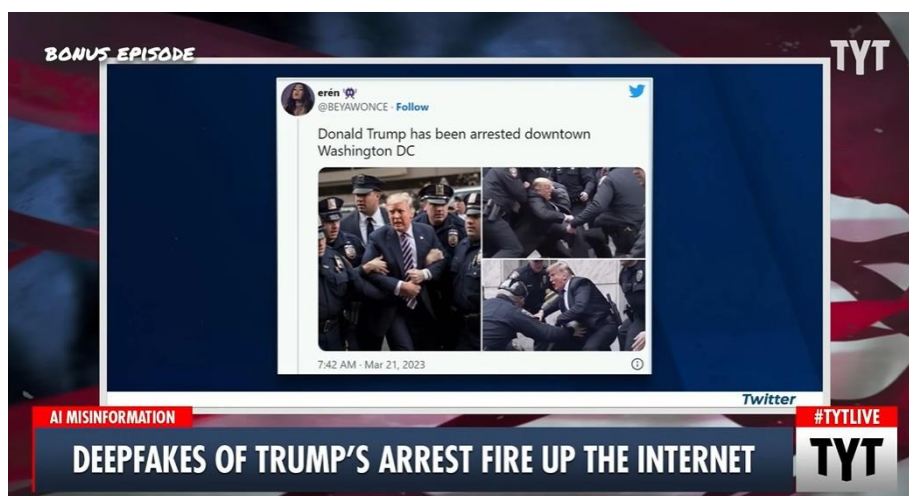 BONUS EPISODE
TYT
erén
@BEYAWONCE · Follow
Donald Trump has been arrested downtown
Washington DC
7:42 AM · Mar 21, 2023
Twitter
AI MISINFORMATION
#TYTLIVE
DEEPFAKES OF TRUMP'S ARREST FIRE UP THE INTERNET
TYT